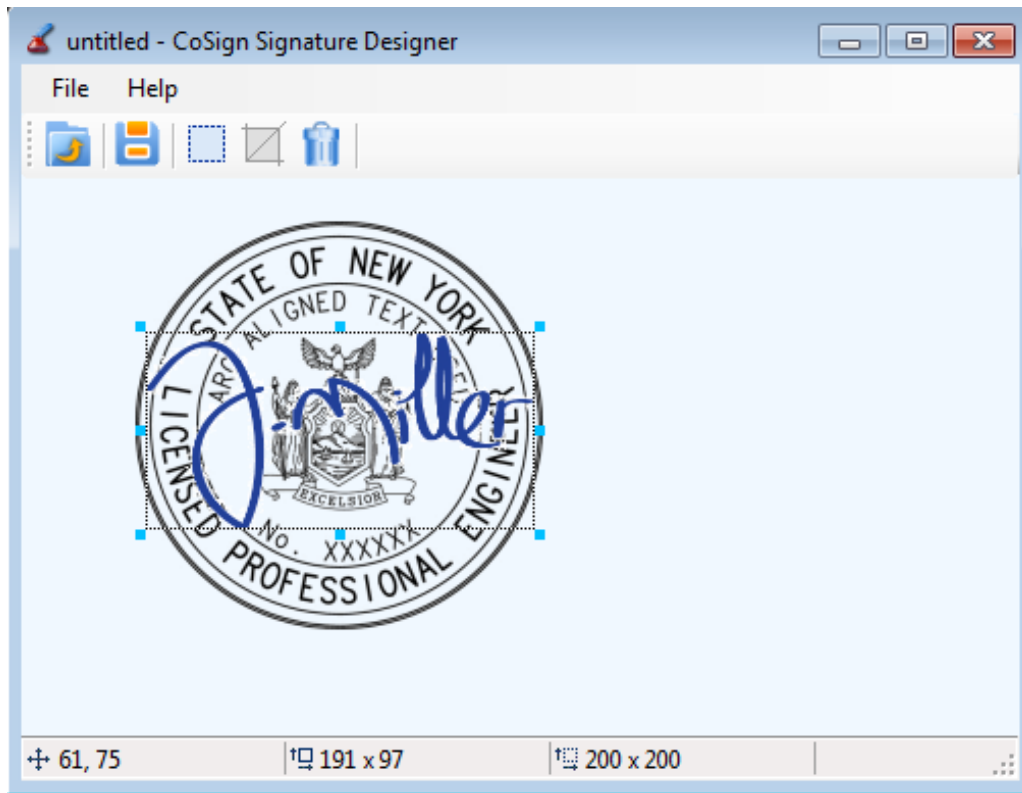 untitled - CoSign Signature Designer
File Help
STATE OF NEW YORK
ARC ALIGNED TEXT
J. Miller
EXCELSIOR
No. XXXXXX
LICENSED PROFESSIONAL ENGINEER
61, 75 191 x 97 200 x 200